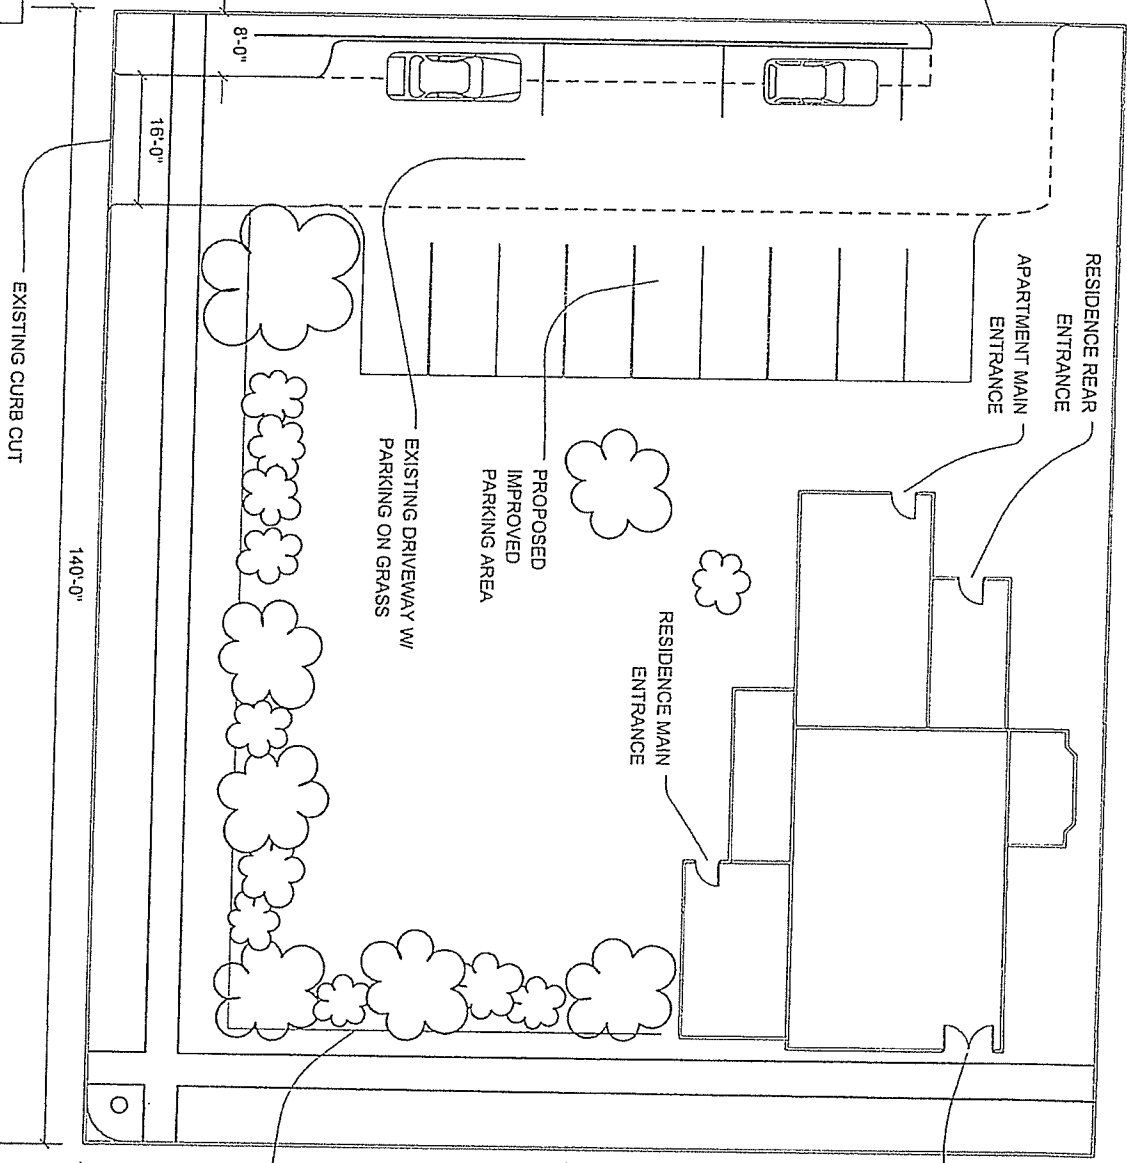 RESIDENCE REAR
ENTRANCE
APARTMENT MAIN
ENTRANCE
RESIDENCE MAIN
ENTRANCE
PROPOSED
IMPROVED
PARKING AREA
EXISTING DRIVEWAY W/
PARKING ON GRASS
8'-0"
16'-0"
140'-0"
EXISTING CURB CUT